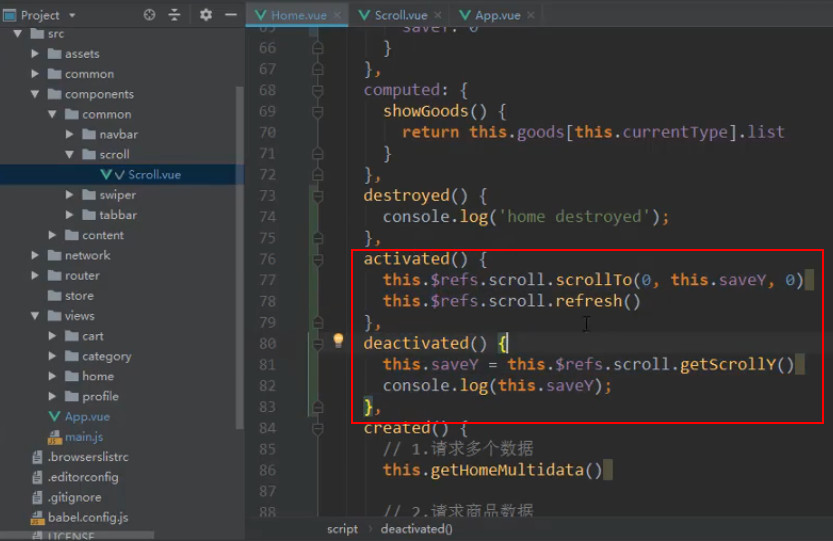 Project
Home.vue
Scroll.vue
App.vue
src
assets
common
components
common
navbar
scroll
Scroll.vue
swiper
tabbar
content
network
router
store
views
cart
category
home
profile
App.vue
main.js
.browserslistrc
.editorconfig
.gitignore
babel.config.js
LICENSE
65 saveY: 0
66 }
67 },
68 computed: {
69 showGoods() {
70 return this.goods[this.currentType].list
71 }
72 },
73 destroyed() {
74 console.log('home destroyed');
75 },
76 activated() {
77 this.$refs.scroll.scrollTo(0, this.saveY, 0)
78 this.$refs.scroll.refresh()
79 },
80 deactivated() {
81 this.saveY = this.$refs.scroll.getScrollY()
82 console.log(this.saveY);
83 },
84 created() {
85 // 1.请求多个数据
86 this.getHomeMultidata()
87
88 // 2.请求商品数据
script › deactivated()